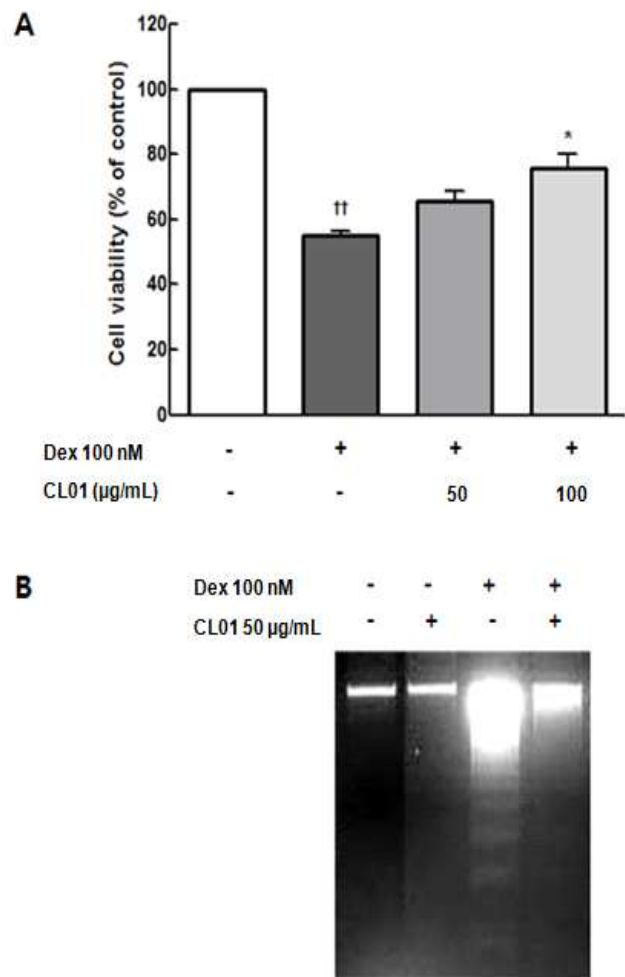 A
Cell viability (% of control)
120
100
80
60
40
20
0
††
*
Dex 100 nM - + + +
CL01 (µg/mL) - - 50 100
B
Dex 100 nM - - + +
CL01 50 µg/mL - + - +